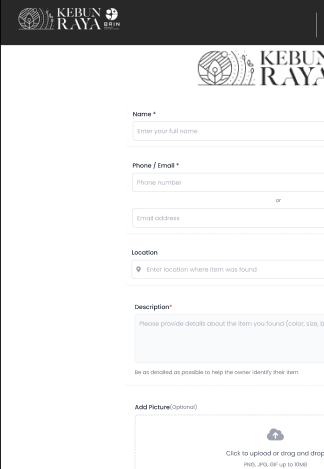 KEBUN
RAYA BRIN
KEBUN
RAYA
Name *
Enter your full name
Phone / Email *
Phone number
or
Email address
Location
Enter location where item was found
Description*
Please provide details about the item you found (color, size,
Be as detailed as possible to help the owner identify their item
Add Picture(Optional)
Click to upload or drag and drop
PNG, JPG, GIF up to 10MB